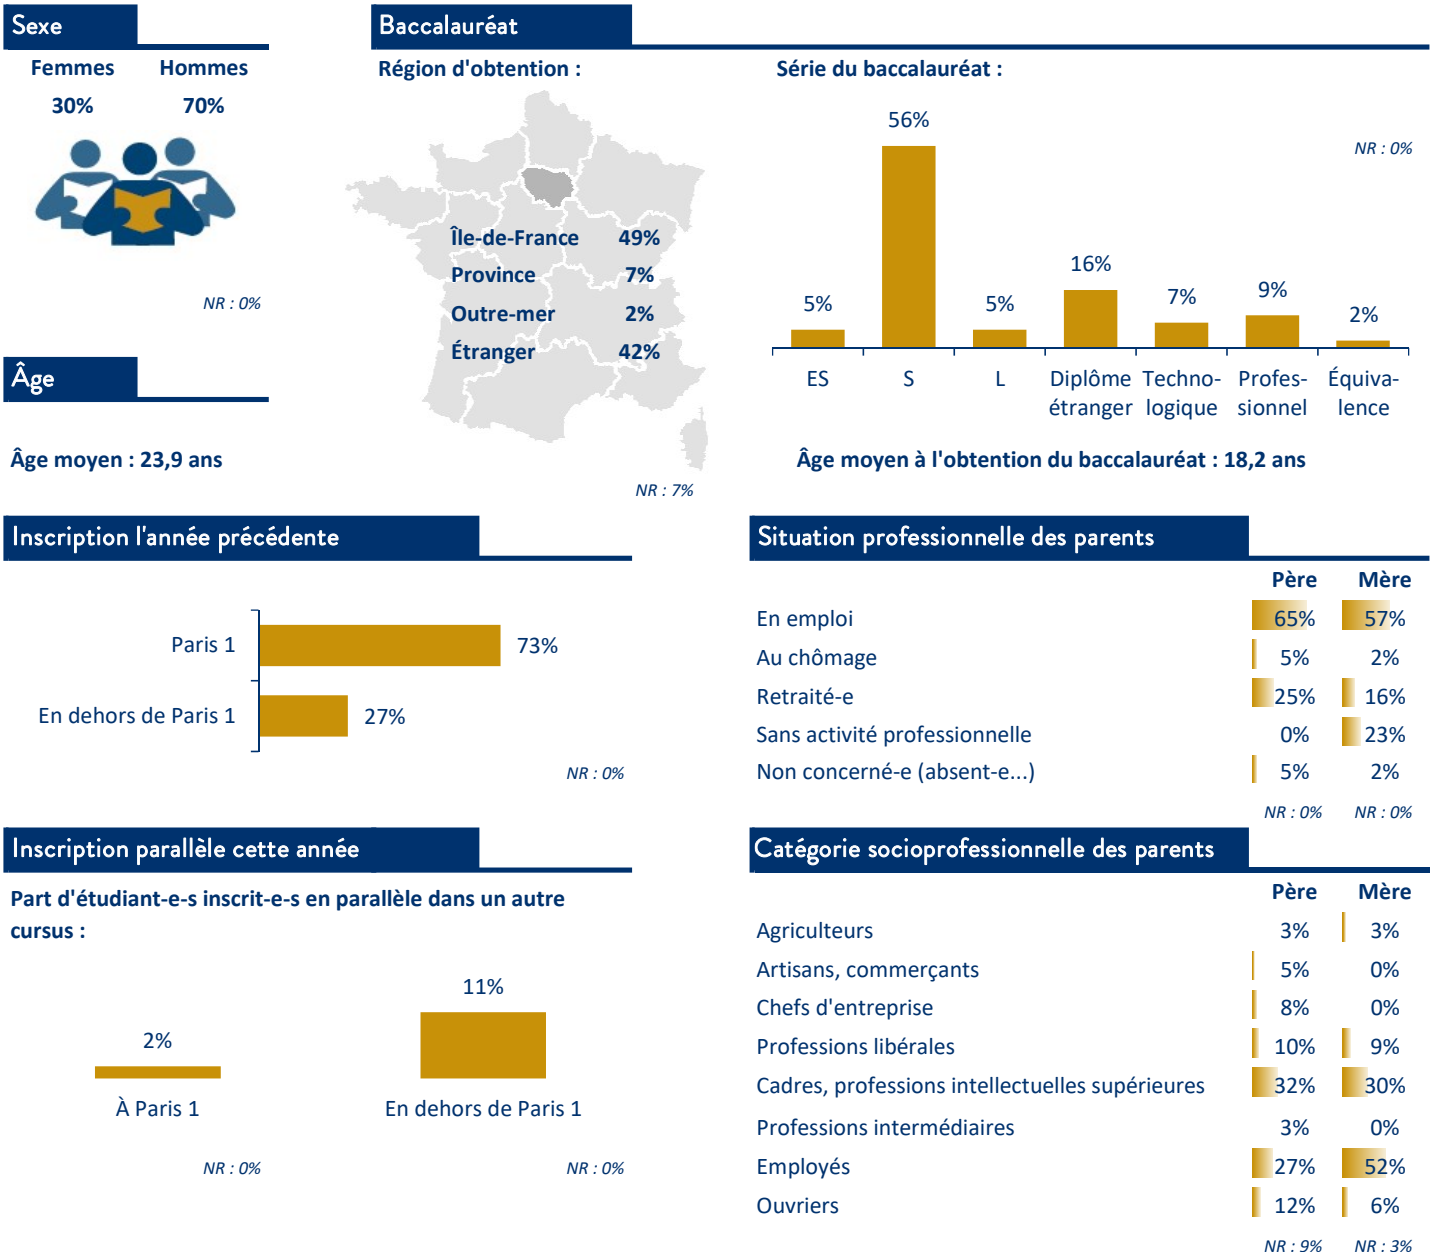 Sexe
Femmes Hommes
30% 70%
NR : 0%
Âge
Âge moyen : 23,9 ans
Baccalauréat
Région d'obtention :
Île-de-France 49%
Province 7%
Outre-mer 2%
Étranger 42%
NR : 7%
Série du baccalauréat :
NR : 0%
56%
16%
9%
7%
5%
5%
2%
ES S L Diplôme Techno- Profes- Équiva-
étranger logique sionnel lence
Âge moyen à l'obtention du baccalauréat : 18,2 ans
Inscription l'année précédente
Paris 1 73%
En dehors de Paris 1 27%
NR : 0%
Situation professionnelle des parents
Père Mère
En emploi 65% 57%
Au chômage 5% 2%
Retraité-e 25% 16%
Sans activité professionnelle 0% 23%
Non concerné-e (absent-e...) 5% 2%
NR : 0% NR : 0%
Inscription parallèle cette année
Part d'étudiant-e-s inscrit-e-s en parallèle dans un autre
cursus :
11%
2%
À Paris 1 En dehors de Paris 1
NR : 0% NR : 0%
Catégorie socioprofessionnelle des parents
Père Mère
Agriculteurs 3% 3%
Artisans, commerçants 5% 0%
Chefs d'entreprise 8% 0%
Professions libérales 10% 9%
Cadres, professions intellectuelles supérieures 32% 30%
Professions intermédiaires 3% 0%
Employés 27% 52%
Ouvriers 12% 6%
NR : 9% NR : 3%